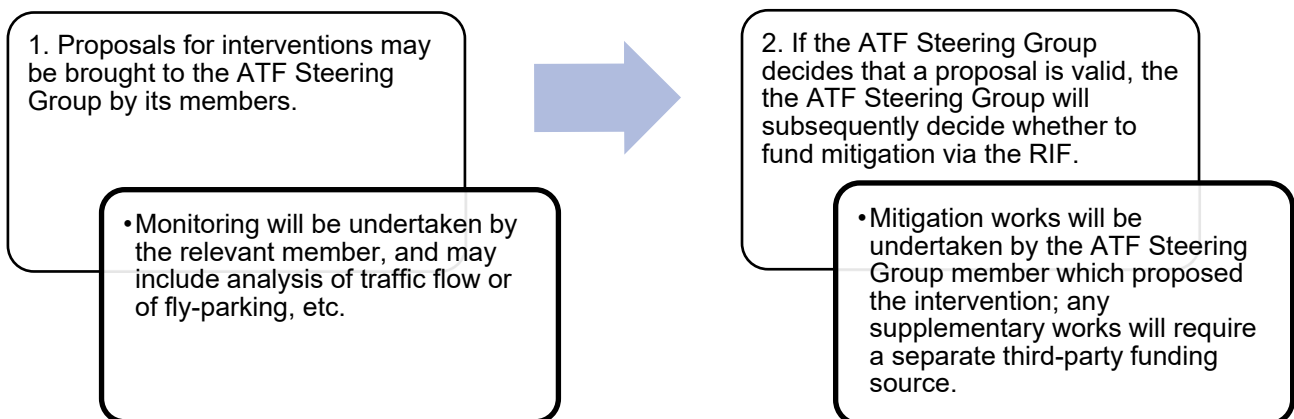 1. Proposals for interventions may
be brought to the ATF Steering
Group by its members.
•Monitoring will be undertaken by
the relevant member, and may
include analysis of traffic flow or
of fly-parking, etc.
2. If the ATF Steering Group
decides that a proposal is valid, the
the ATF Steering Group will
subsequently decide whether to
fund mitigation via the RIF.
•Mitigation works will be
undertaken by the ATF Steering
Group member which proposed
the intervention; any
supplementary works will require
a separate third-party funding
source.